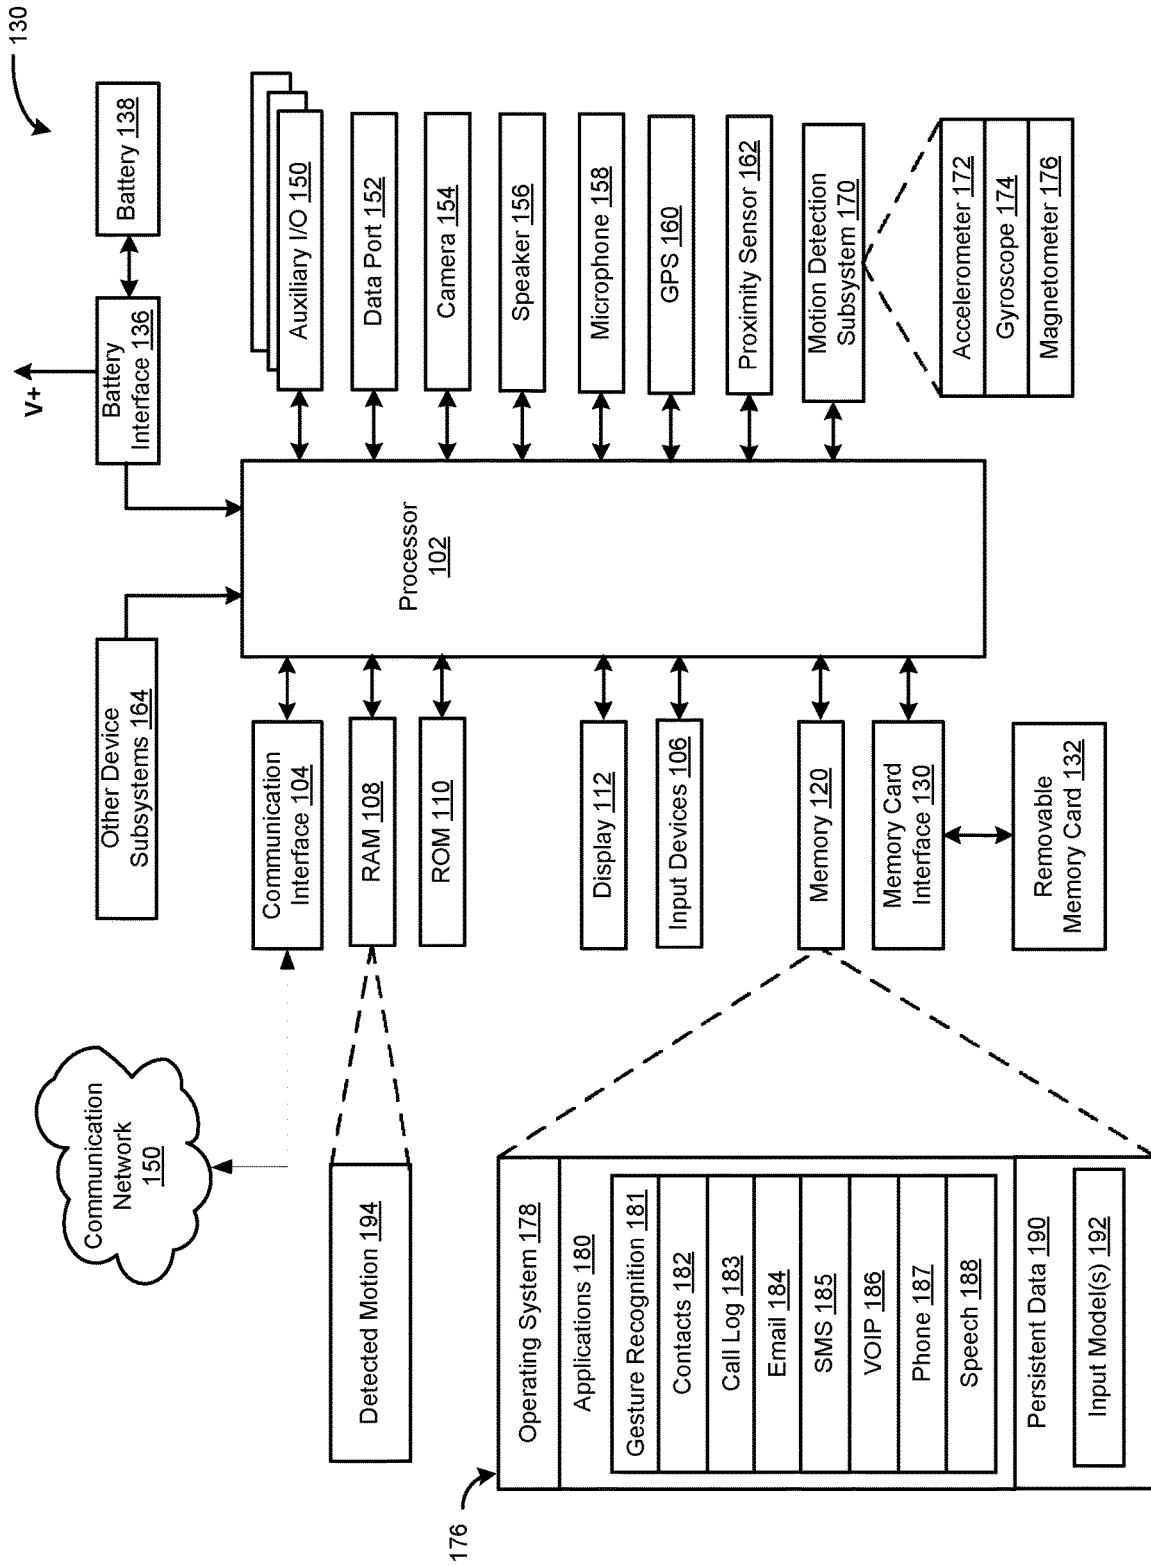 Communication
Network
150
Other Device
Subsystems 164
V+
Battery
Interface 136
Battery 138
130
Communication
Interface 104
RAM 108
ROM 110
Display 112
Input Devices 106
Memory 120
Memory Card
Interface 130
Removable
Memory Card 132
Processor
102
Auxiliary I/O 150
Data Port 152
Camera 154
Speaker 156
Microphone 158
GPS 160
Proximity Sensor 162
Motion Detection
Subsystem 170
Accelerometer 172
Gyroscope 174
Magnetometer 176
Detected Motion 194
176
Operating System 178
Applications 180
Gesture Recognition 181
Contacts 182
Call Log 183
Email 184
SMS 185
VOIP 186
Phone 187
Speech 188
Persistent Data 190
Input Model(s) 192